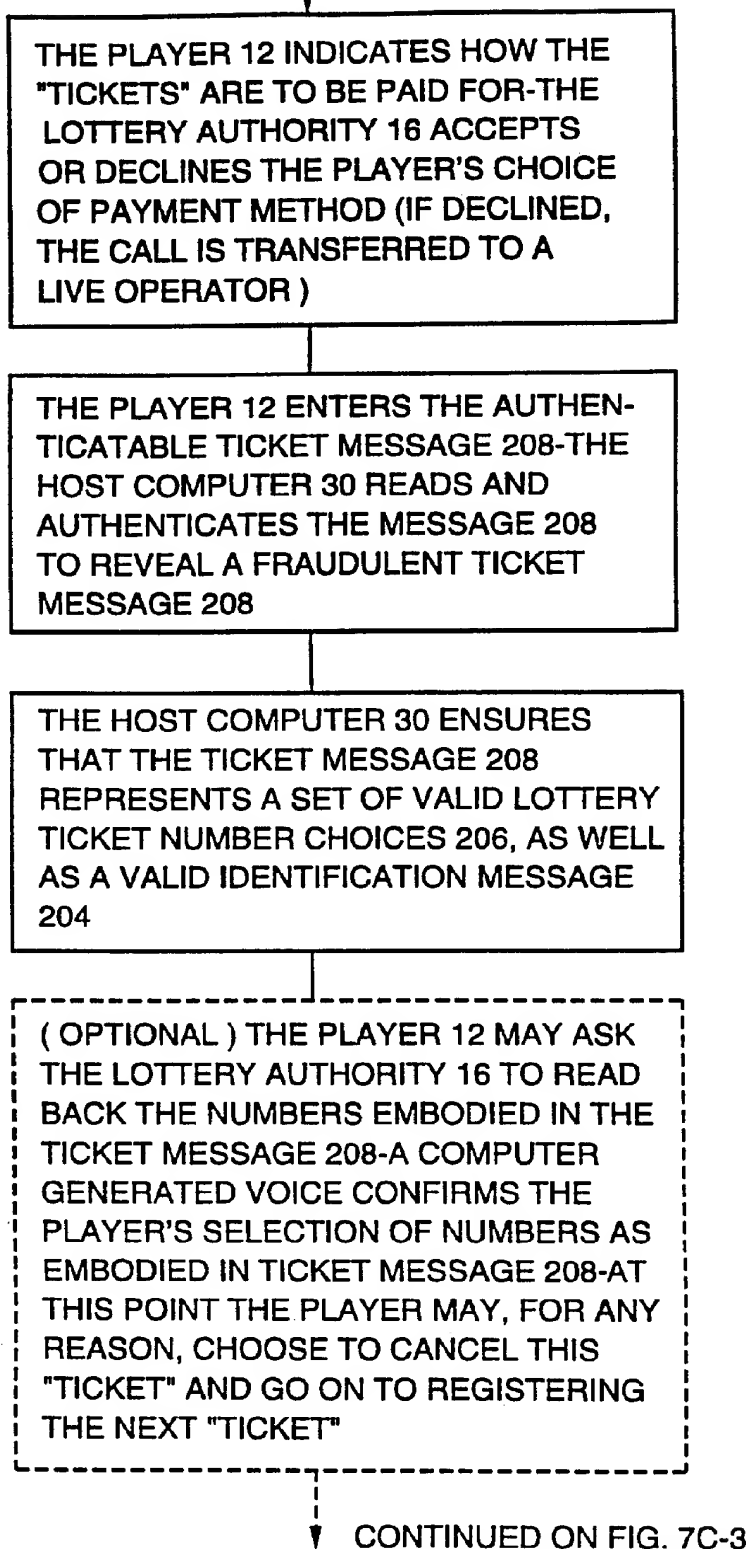 THE PLAYER 12 INDICATES HOW THE
"TICKETS" ARE TO BE PAID FOR-THE
LOTTERY AUTHORITY 16 ACCEPTS
OR DECLINES THE PLAYER'S CHOICE
OF PAYMENT METHOD (IF DECLINED,
THE CALL IS TRANSFERRED TO A
LIVE OPERATOR )
THE PLAYER 12 ENTERS THE AUTHEN-
TICATABLE TICKET MESSAGE 208-THE
HOST COMPUTER 30 READS AND
AUTHENTICATES THE MESSAGE 208
TO REVEAL A FRAUDULENT TICKET
MESSAGE 208
THE HOST COMPUTER 30 ENSURES
THAT THE TICKET MESSAGE 208
REPRESENTS A SET OF VALID LOTTERY
TICKET NUMBER CHOICES 206, AS WELL
AS A VALID IDENTIFICATION MESSAGE
204
( OPTIONAL ) THE PLAYER 12 MAY ASK
THE LOTTERY AUTHORITY 16 TO READ
BACK THE NUMBERS EMBODIED IN THE
TICKET MESSAGE 208-A COMPUTER
GENERATED VOICE CONFIRMS THE
PLAYER'S SELECTION OF NUMBERS AS
EMBODIED IN TICKET MESSAGE 208-AT
THIS POINT THE PLAYER MAY, FOR ANY
REASON, CHOOSE TO CANCEL THIS
"TICKET" AND GO ON TO REGISTERING
THE NEXT "TICKET"
CONTINUED ON FIG. 7C-3